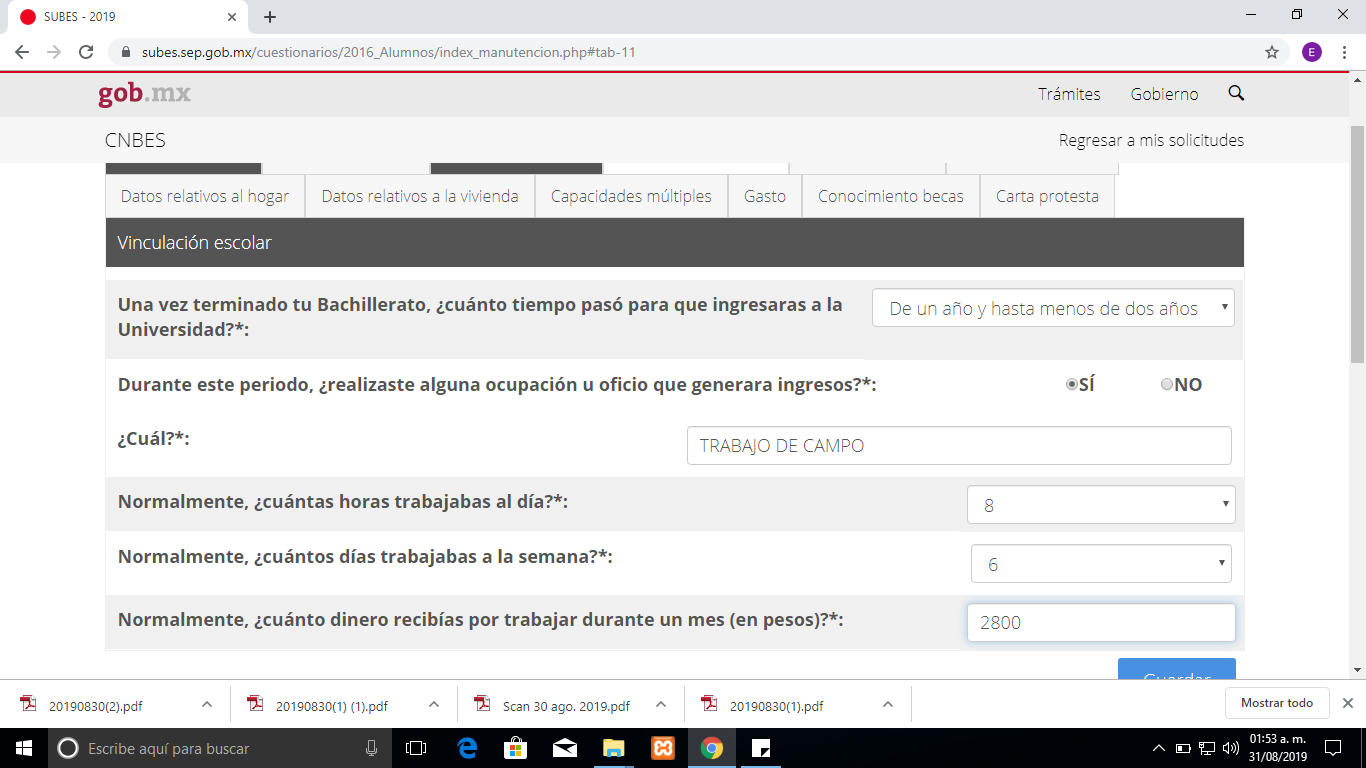 SUBES - 2019
subes.sep.gob.mx/cuestionarios/2016_Alumnos/index_manutencion.php#tab-11
E
gob.mx
Trámites Gobierno
CNBES
Regresar a mis solicitudes
Datos relativos al hogar Datos relativos a la vivienda Capacidades múltiples Gasto Conocimiento becas Carta protesta
Vinculación escolar
Una vez terminado tu Bachillerato, ¿cuánto tiempo pasó para que ingresaras a la
Universidad?*:
De un año y hasta menos de dos años
Durante este periodo, ¿realizaste alguna ocupación u oficio que generara ingresos?*:
SÍ NO
¿Cuál?*:
TRABAJO DE CAMPO
Normalmente, ¿cuántas horas trabajabas al día?*:
8
Normalmente, ¿cuántos días trabajabas a la semana?*:
6
Normalmente, ¿cuánto dinero recibías por trabajar durante un mes (en pesos)?*:
2800
Guardar
20190830(2).pdf 20190830(1) (1).pdf Scan 30 ago. 2019.pdf 20190830(1).pdf Mostrar todo
Escribe aquí para buscar
01:53 a. m.
31/08/2019